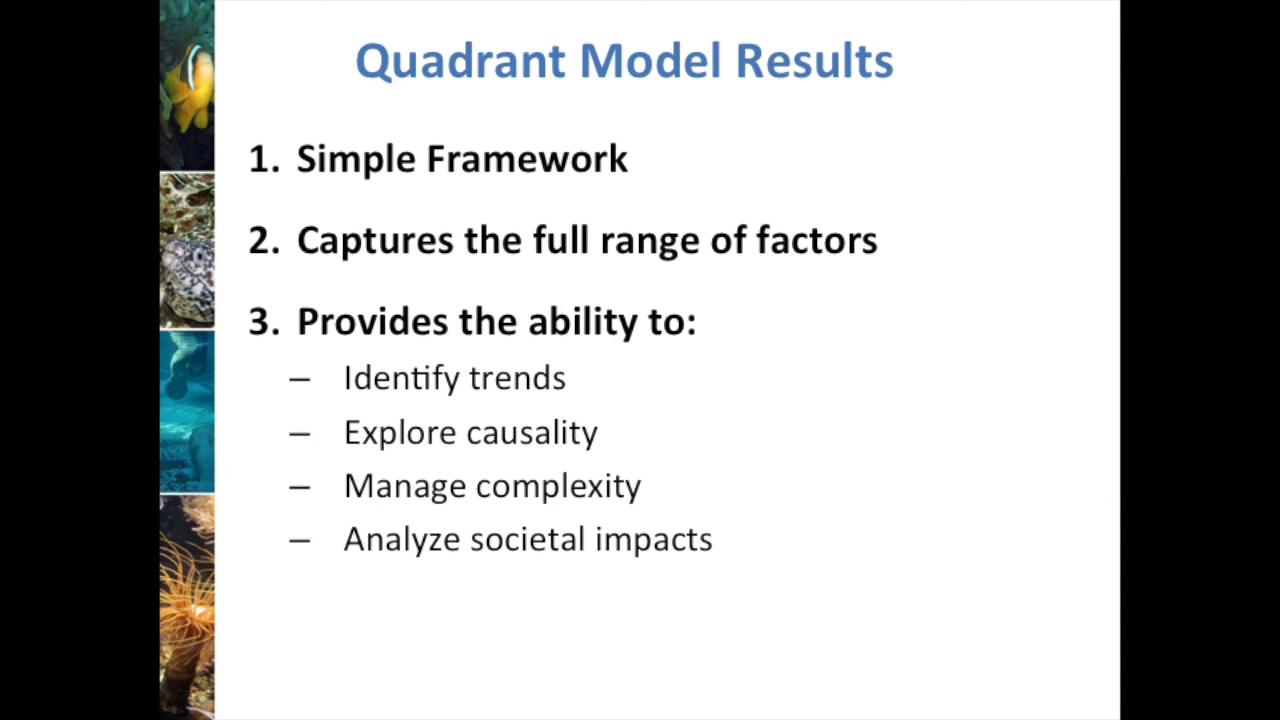 Quadrant Model Results
1. Simple Framework
2. Captures the full range of factors
3. Provides the ability to:
– Identify trends
– Explore causality
– Manage complexity
– Analyze societal impacts